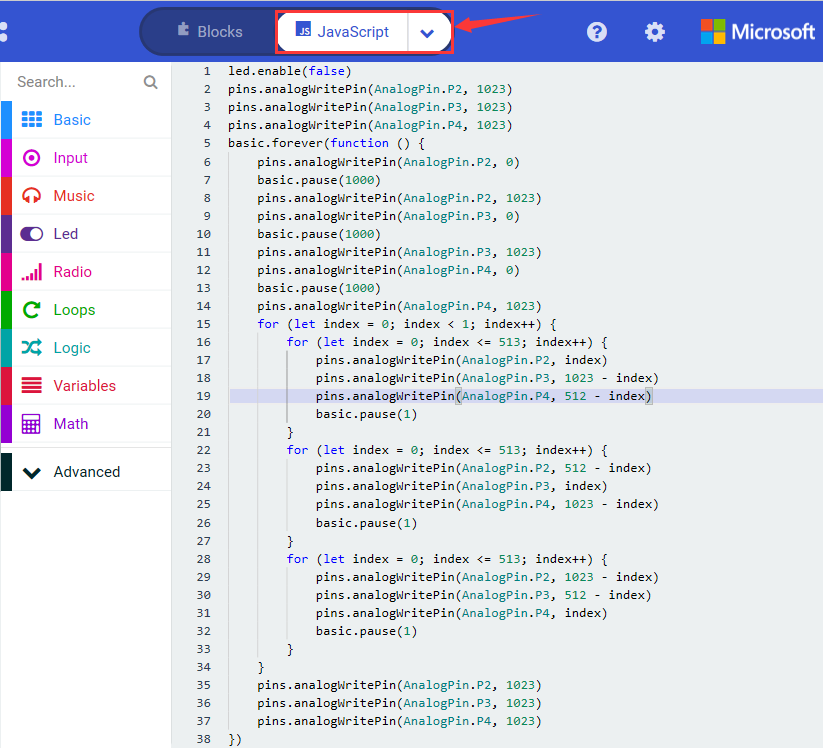 Blocks
JS JavaScript
?
Microsoft
Search...
Basic
Input
Music
Led
Radio
Loops
Logic
Variables
Math
Advanced
1 led.enable(false)
2 pins.analogWritePin(AnalogPin.P2, 1023)
3 pins.analogWritePin(AnalogPin.P3, 1023)
4 pins.analogWritePin(AnalogPin.P4, 1023)
5 basic.forever(function () {
6     pins.analogWritePin(AnalogPin.P2, 0)
7     basic.pause(1000)
8     pins.analogWritePin(AnalogPin.P2, 1023)
9     pins.analogWritePin(AnalogPin.P3, 0)
10     basic.pause(1000)
11     pins.analogWritePin(AnalogPin.P3, 1023)
12     pins.analogWritePin(AnalogPin.P4, 0)
13     basic.pause(1000)
14     pins.analogWritePin(AnalogPin.P4, 1023)
15     for (let index = 0; index < 1; index++) {
16         for (let index = 0; index <= 513; index++) {
17             pins.analogWritePin(AnalogPin.P2, index)
18             pins.analogWritePin(AnalogPin.P3, 1023 - index)
19             pins.analogWritePin(AnalogPin.P4, 512 - index)
20             basic.pause(1)
21         }
22         for (let index = 0; index <= 513; index++) {
23             pins.analogWritePin(AnalogPin.P2, 512 - index)
24             pins.analogWritePin(AnalogPin.P3, index)
25             pins.analogWritePin(AnalogPin.P4, 1023 - index)
26             basic.pause(1)
27         }
28         for (let index = 0; index <= 513; index++) {
29             pins.analogWritePin(AnalogPin.P2, 1023 - index)
30             pins.analogWritePin(AnalogPin.P3, 512 - index)
31             pins.analogWritePin(AnalogPin.P4, index)
32             basic.pause(1)
33         }
34     }
35     pins.analogWritePin(AnalogPin.P2, 1023)
36     pins.analogWritePin(AnalogPin.P3, 1023)
37     pins.analogWritePin(AnalogPin.P4, 1023)
38 })